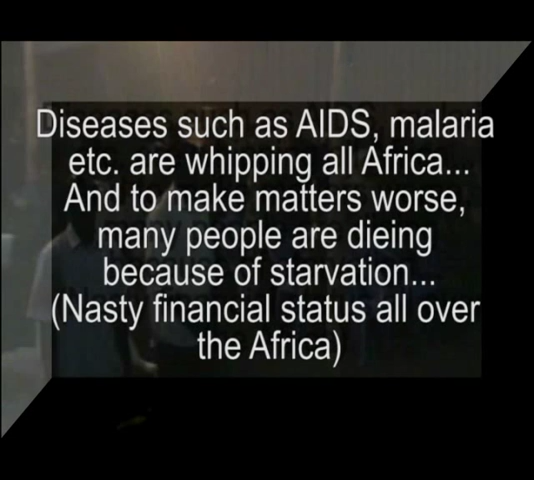 Diseases such as AIDS, malaria
etc. are whipping all Africa...
And to make matters worse,
many people are dieing
because of starvation...
(Nasty financial status all over
the Africa)